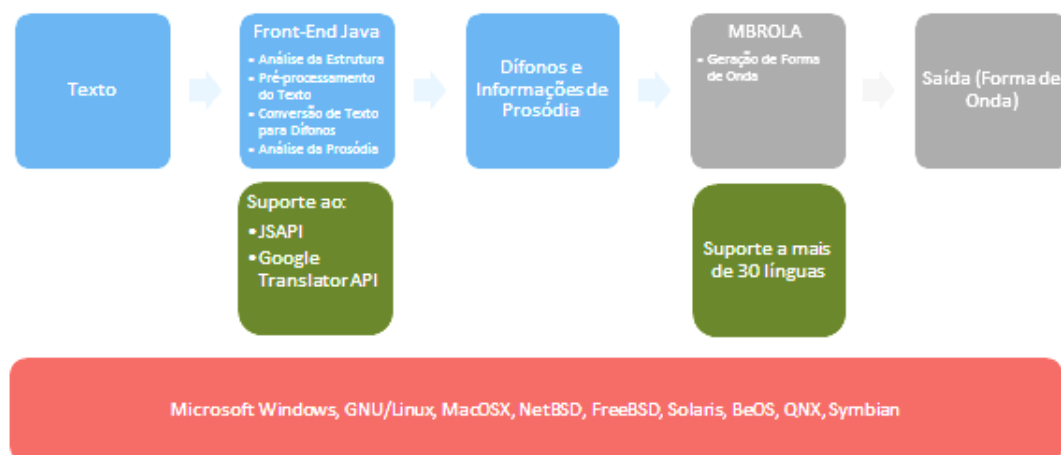 Texto
Front-End Java
- Análise da Estrutura
- Pré-processamento
do Texto
- Conversão de Texto
para Dífonos
- Análise da Prosódia
Dífonos e
Informações de
Prosódia
MBROLA
- Geração de Forma
de Onda
Saída (Forma de
Onda)
Suporte ao:
•JSAPI
•Google
Translator API
Suporte a mais
de 30 línguas
Microsoft Windows, GNU/Linux, MacOSX, NetBSD, FreeBSD, Solaris, BeOS, QNX, Symbian